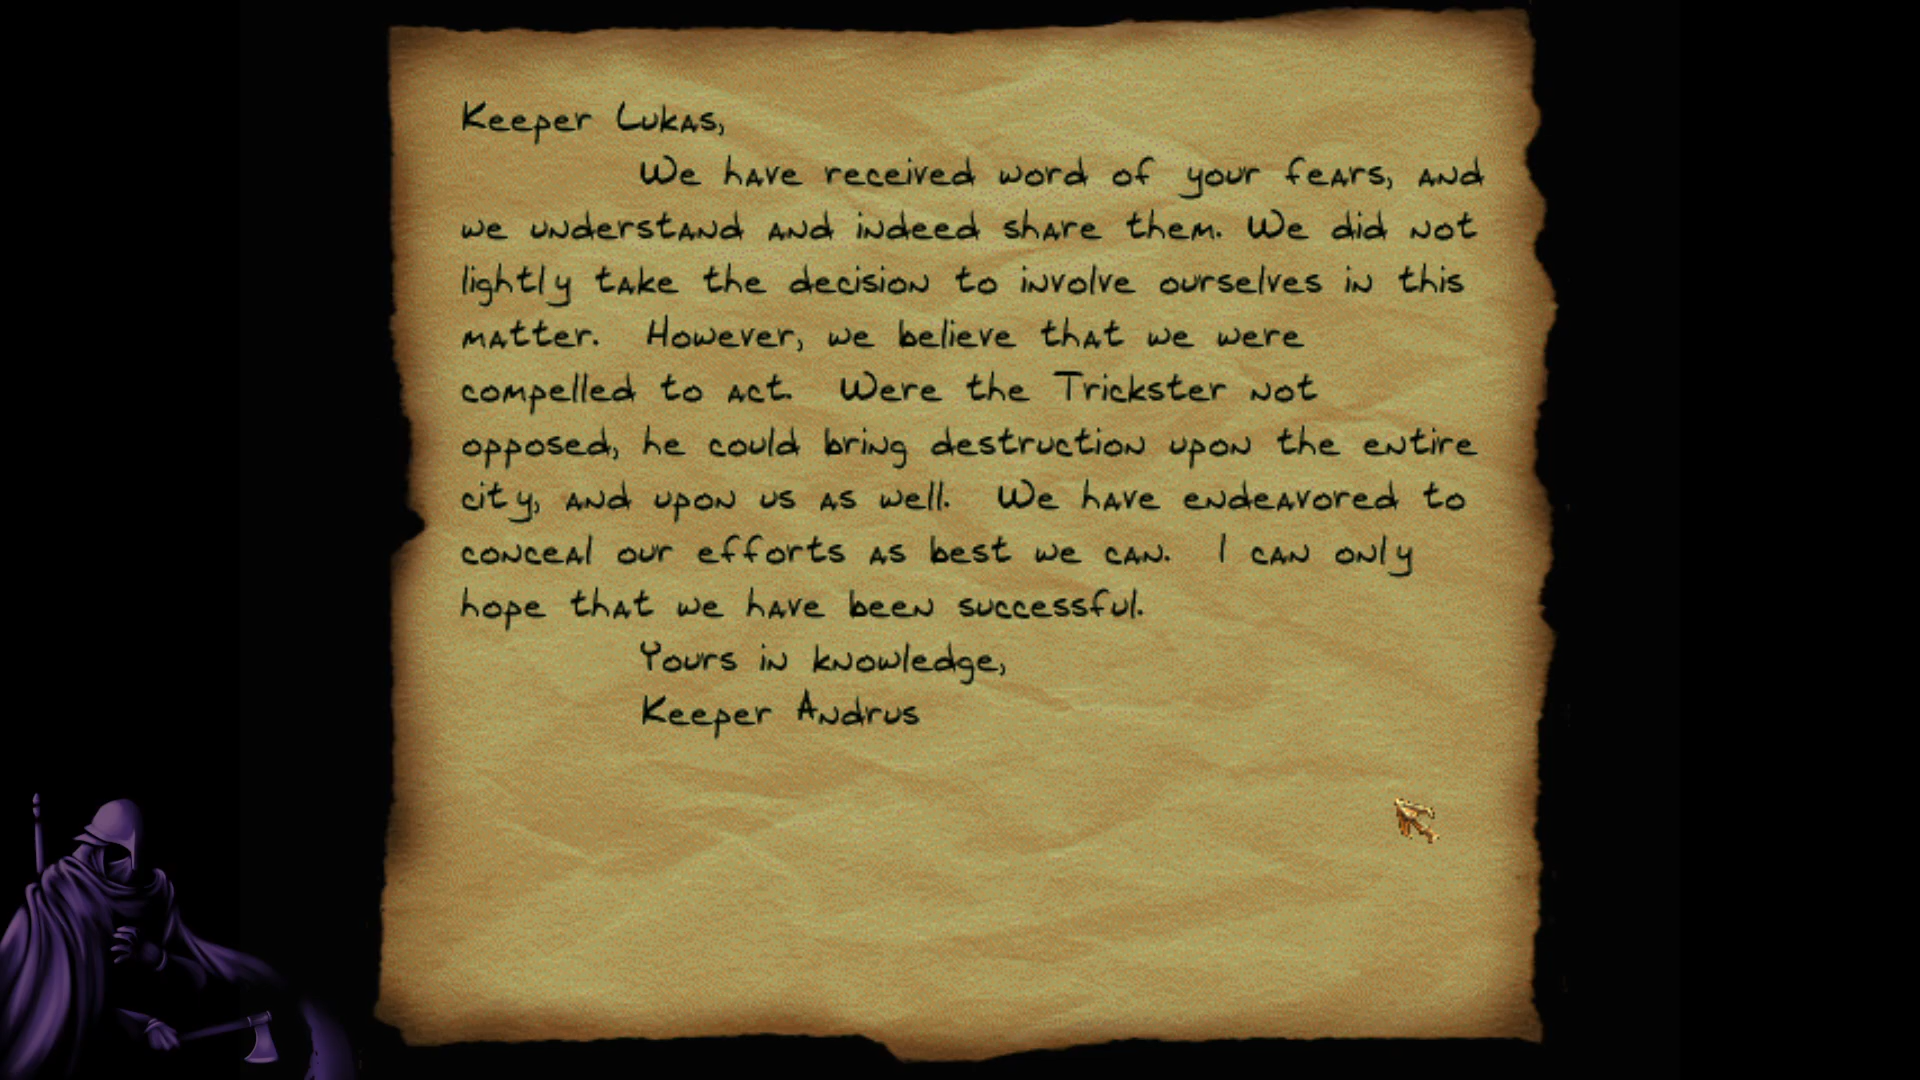 Keeper Lukas,
We have received word of your fears, and
we understand and indeed share them. We did not
lightly take the decision to involve ourselves in this
matter. However, we believe that we were
compelled to act. Were the Trickster not
opposed, he could bring destruction upon the entire
city, and upon us as well. We have endeavored to
conceal our efforts as best we can. I can only
hope that we have been successful.
Yours in knowledge,
Keeper Andrus